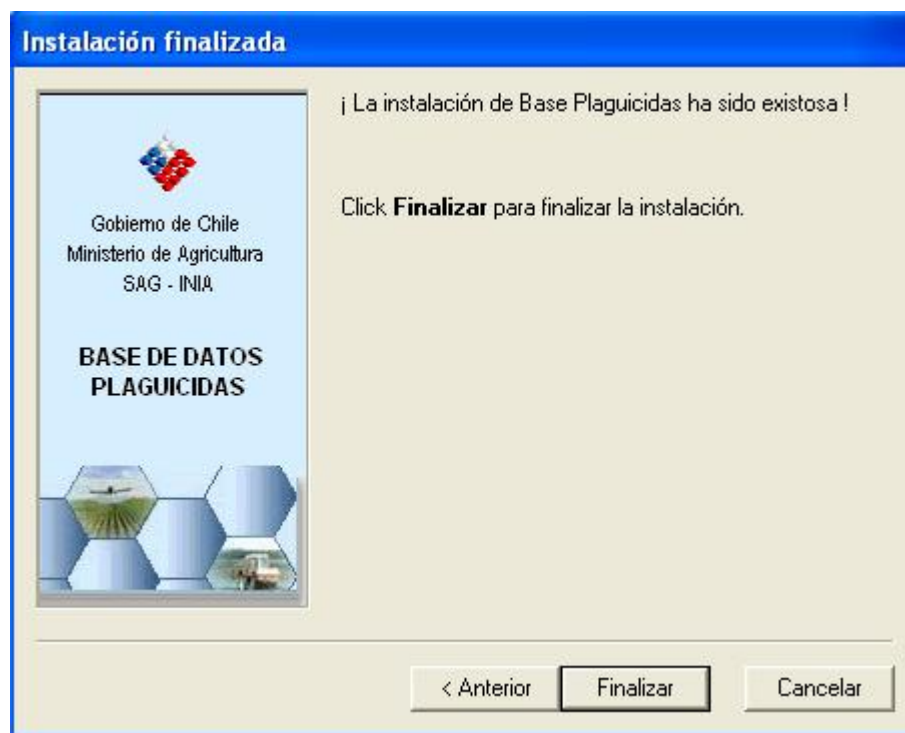 Instalación finalizada
¡ La instalación de Base Plaguicidas ha sido existosa !
Click Finalizar para finalizar la instalación.
Gobierno de Chile
Ministerio de Agricultura
SAG - INIA
BASE DE DATOS
PLAGUICIDAS
< Anterior
Finalizar
Cancelar